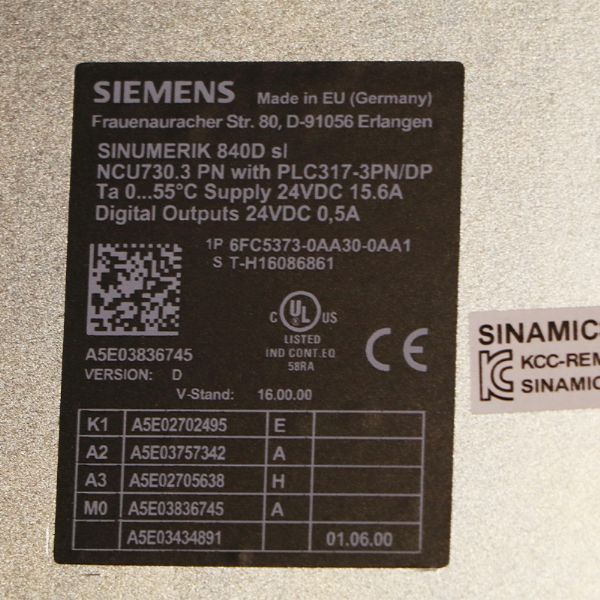 SIEMENS Made in EU (Germany)
Frauenauracher Str. 80, D-91056 Erlangen
SINUMERIK 840D sl
NCU730.3 PN with PLC317-3PN/DP
Ta 0...55°C Supply 24VDC 15.6A
Digital Outputs 24VDC 0,5A
1P 6FC5373-0AA30-0AA1
S T-H16086861
C UL US
LISTED
IND CONT.EQ
58RA
CE
A5E03836745
VERSION: D
V-Stand: 16.00.00
K1 A5E02702495 E
A2 A5E03757342 A
A3 A5E02705638 H
M0 A5E03836745 A
A5E03434891 01.06.00
SINAMIC
KCC-REM
SINAMIC